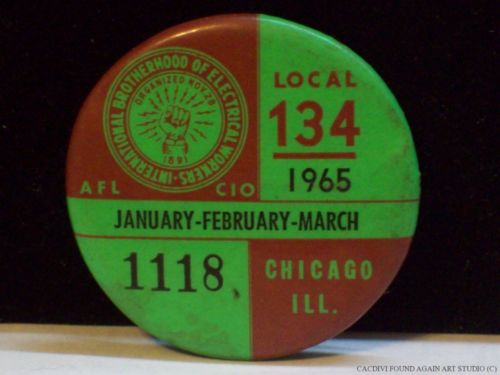 INTERNATIONAL BROTHERHOOD OF ELECTRICAL WORKERS
ORGANIZED NOV. 28
1891
AFL CIO
LOCAL
134
1965
JANUARY-FEBRUARY-MARCH
1118
CHICAGO
ILL.
CACDIVI FOUND AGAIN ART STUDIO (C)